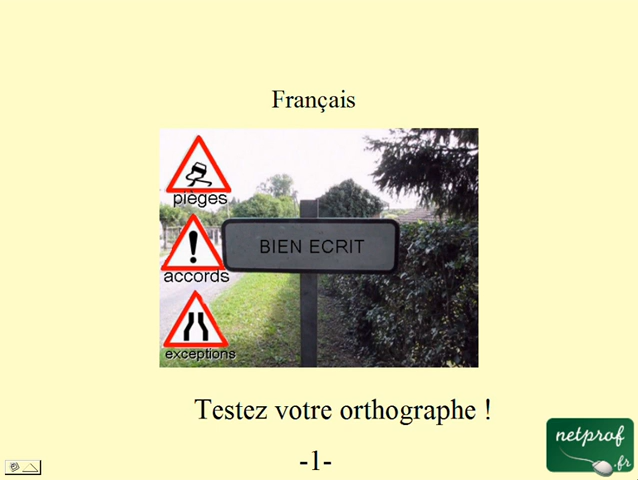 Français
pièges
BIEN ECRIT
accords
exceptions
Testez votre orthographe !
-1-
netprof
.fr